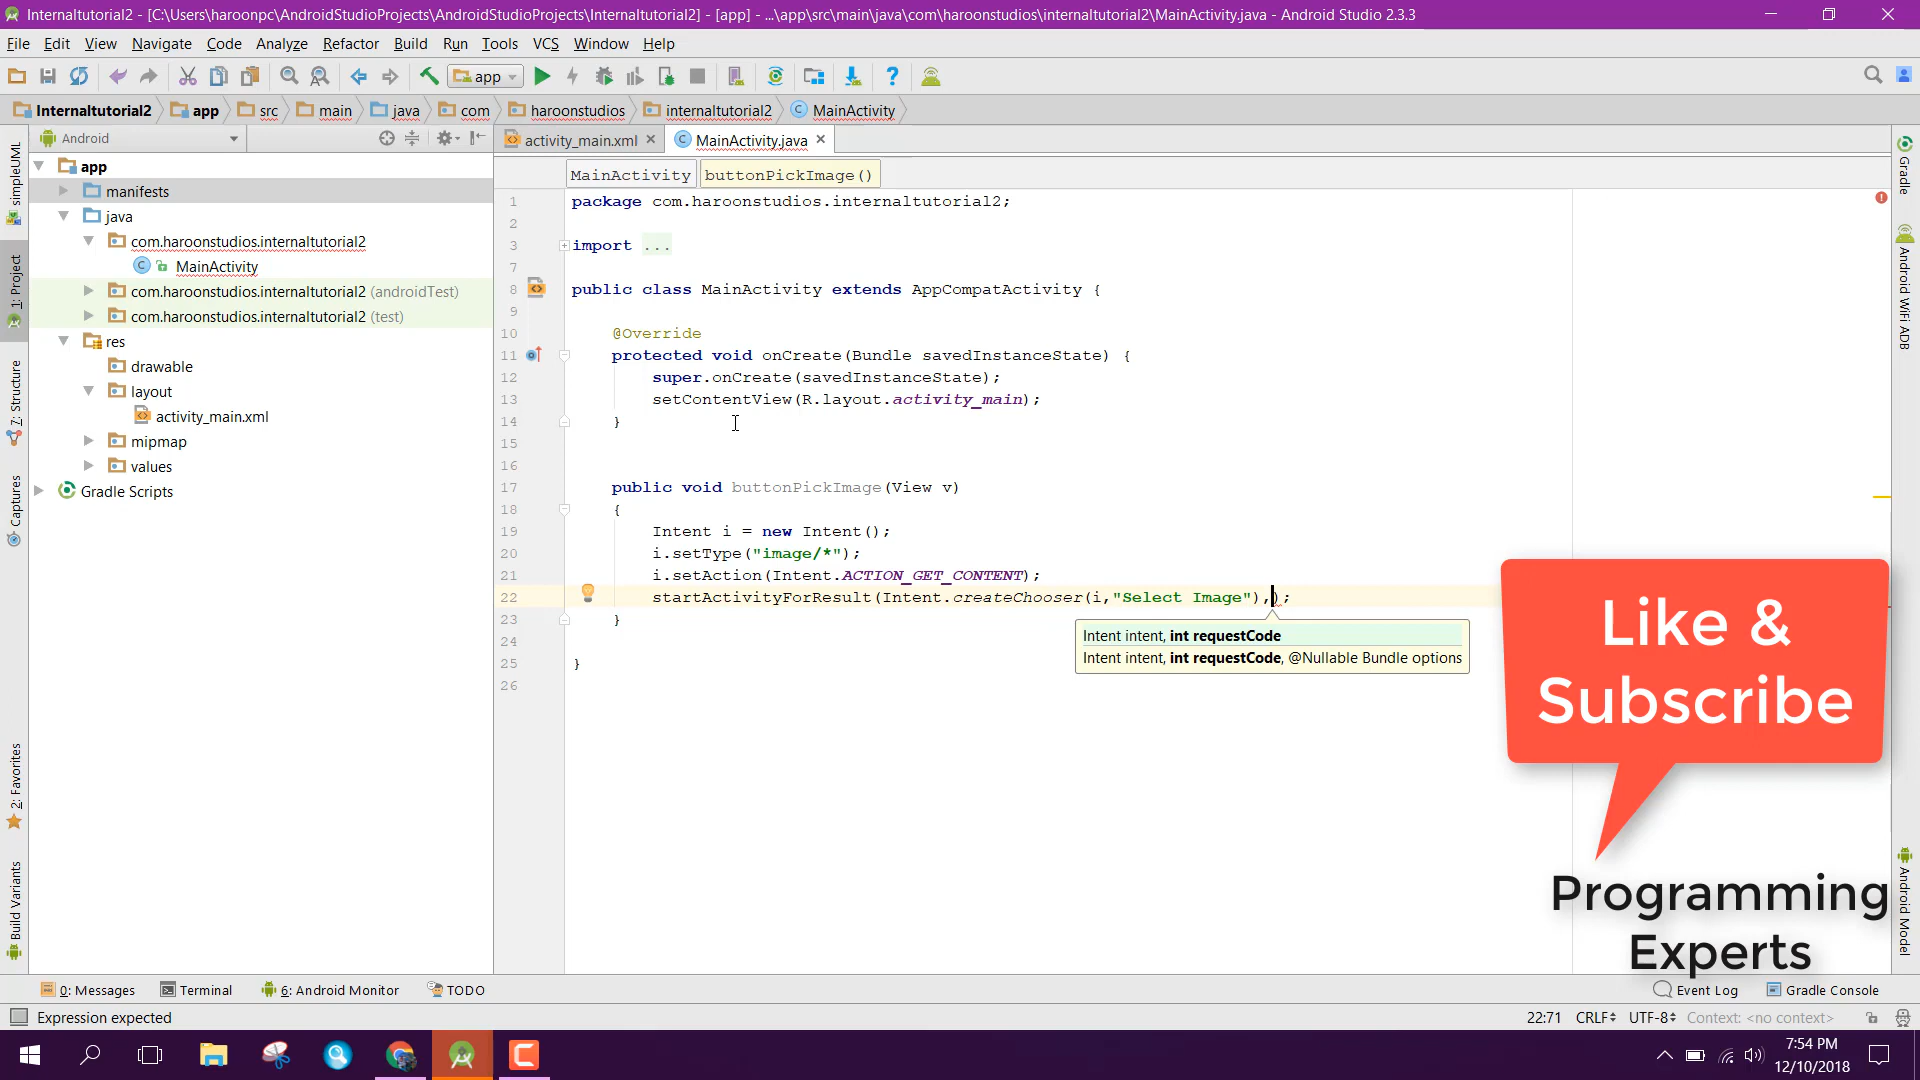 Internaltutorial2 - [C:\Users\haroonpc\AndroidStudioProjects\AndroidStudioProjects\Internaltutorial2] - [app] - ...\app\src\main\java\com\haroonstudios\internaltutorial2\MainActivity.java - Android Studio 2.3.3
File Edit View Navigate Code Analyze Refactor Build Run Tools VCS Window Help
app
Internaltutorial2 app src main java com haroonstudios internaltutorial2 MainActivity
Android
activity_main.xml MainActivity.java
MainActivity buttonPickImage()
app
manifests
java
com.haroonstudios.internaltutorial2
MainActivity
com.haroonstudios.internaltutorial2 (androidTest)
com.haroonstudios.internaltutorial2 (test)
res
drawable
layout
activity_main.xml
mipmap
values
Gradle Scripts
simpleUML
1: Project
7: Structure
Captures
2: Favorites
Build Variants
1 package com.haroonstudios.internaltutorial2;
2
3 import ...
7
8 public class MainActivity extends AppCompatActivity {
9
10 @Override
11 protected void onCreate(Bundle savedInstanceState) {
12 super.onCreate(savedInstanceState);
13 setContentView(R.layout.activity_main);
14 }
15
16
17 public void buttonPickImage(View v)
18 {
19 Intent i = new Intent();
20 i.setType("image/*");
21 i.setAction(Intent.ACTION_GET_CONTENT);
22 startActivityForResult(Intent.createChooser(i,"Select Image"),);
23 }
24
25 }
26
Intent intent, int requestCode
Intent intent, int requestCode, @Nullable Bundle options
Gradle
Android WiFi ADB
Android Model
Like &
Subscribe
Programming
Experts
0: Messages Terminal 6: Android Monitor TODO Event Log Gradle Console
Expression expected 22:71 CRLF UTF-8 Context: <no context>
7:54 PM
12/10/2018